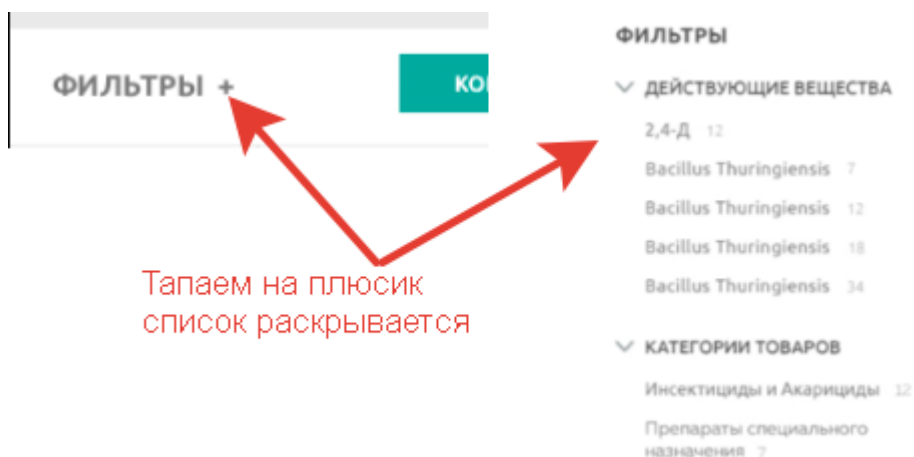 ФИЛЬТРЫ +
КО
Тапаем на плюсик
список раскрывается
ФИЛЬТРЫ
ДЕЙСТВУЮЩИЕ ВЕЩЕСТВА
2,4-Д 12
Bacillus Thuringiensis 7
Bacillus Thuringiensis 12
Bacillus Thuringiensis 18
Bacillus Thuringiensis 34
КАТЕГОРИИ ТОВАРОВ
Инсектициды и Акарициды 12
Препараты специального
назначения 7